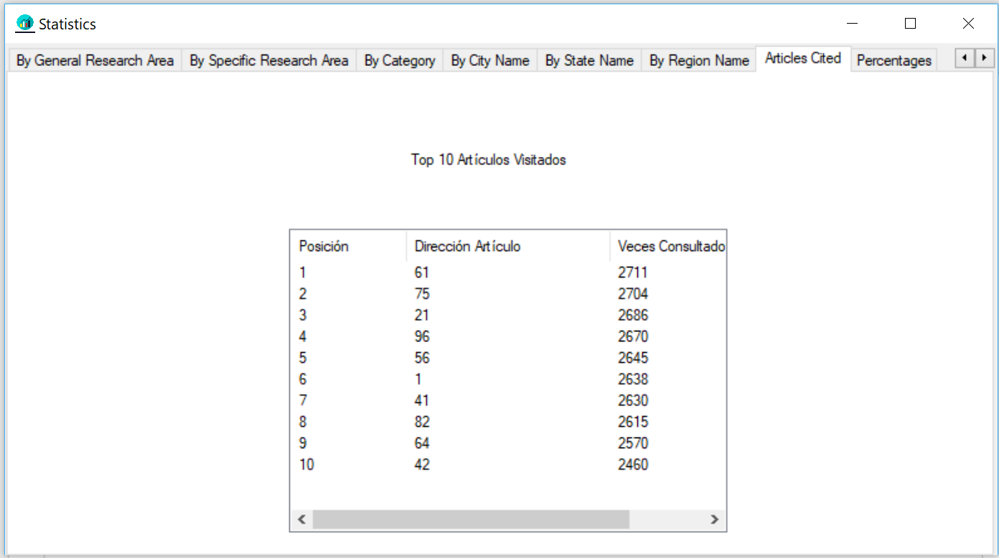 Statistics
By General Research Area By Specific Research Area By Category By City Name By State Name By Region Name Articles Cited Percentages
Top 10 Artículos Visitados
Posición Dirección Artículo Veces Consultado
1 61 2711
2 75 2704
3 21 2686
4 96 2670
5 56 2645
6 1 2638
7 41 2630
8 82 2615
9 64 2570
10 42 2460